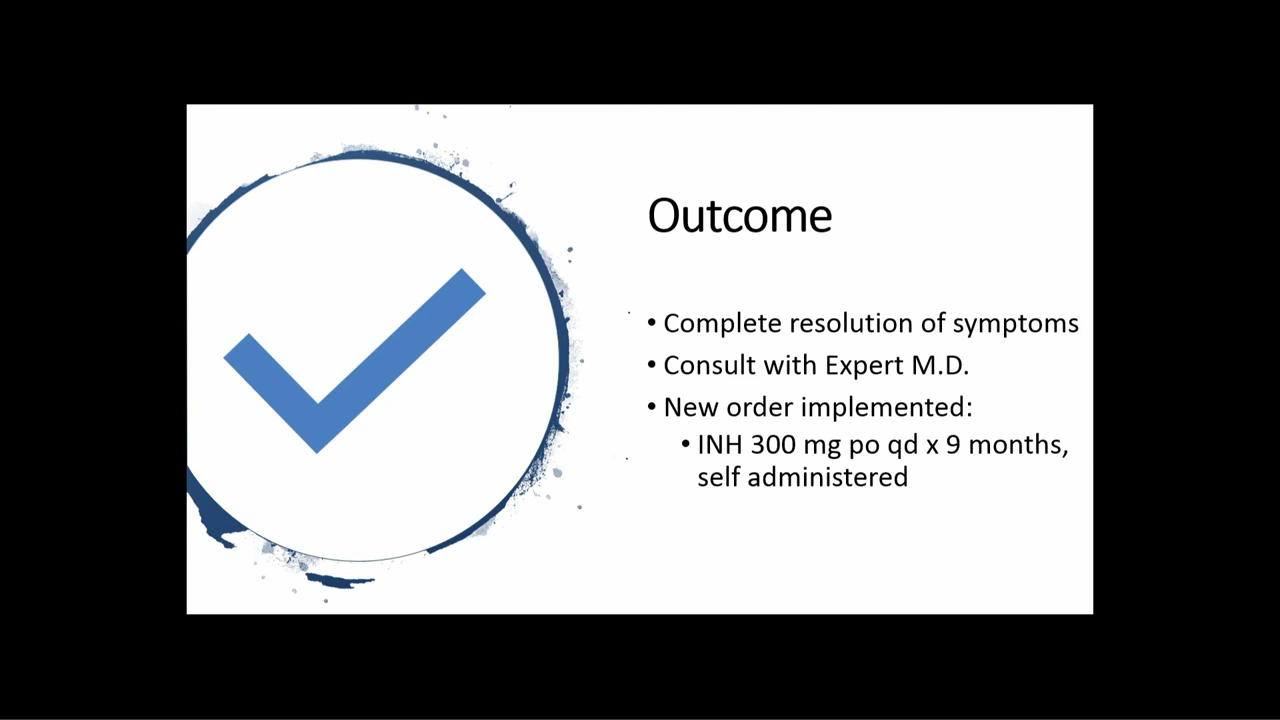 Outcome
• Complete resolution of symptoms
• Consult with Expert M.D.
• New order implemented:
• INH 300 mg po qd x 9 months,
self administered